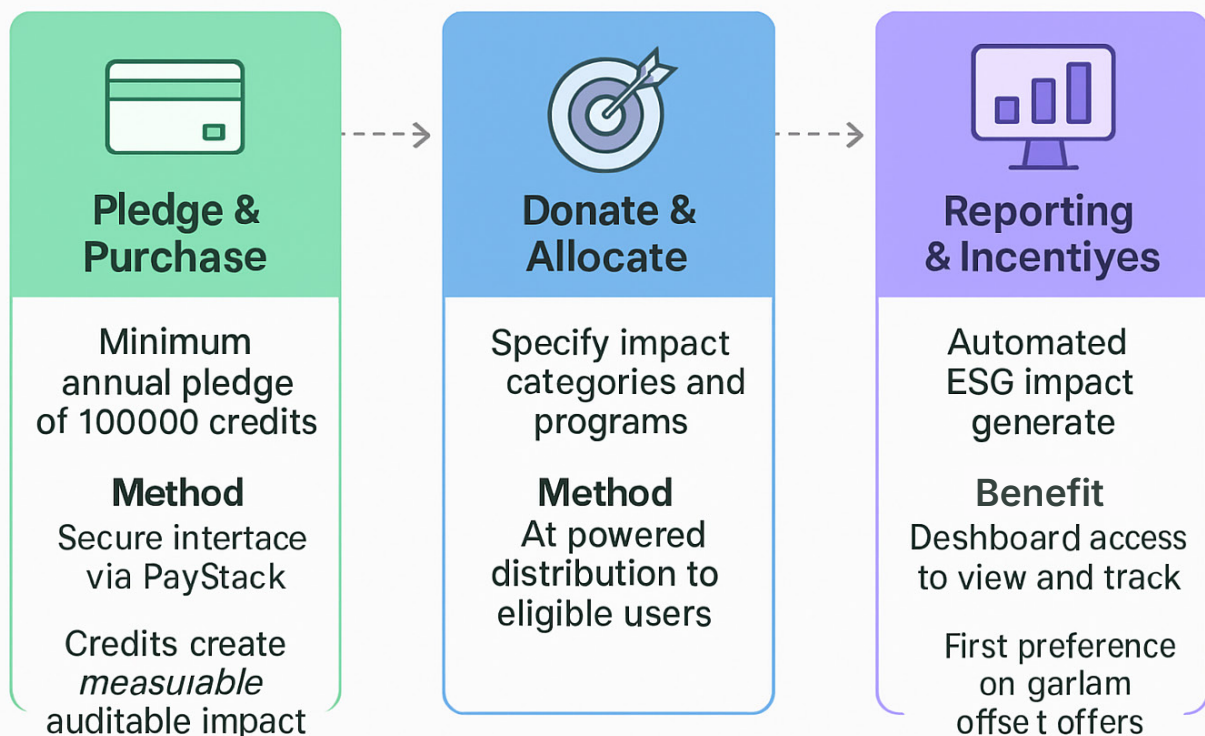 Pledge &
Purchase
Minimum
annual pledge
of 100000 credits
Method
Secure intertace
via PayStack
Credits create
measuıable
auditable impact
Donate &
Allocate
Specify impact
categories and
programs
Method
At powered
distribution to
eligible users
Reporting
& Incentiyes
Automated
ESG impact
generate
Benefit
Deshboard access
to view and track
First preference
on garlam
offse t offers